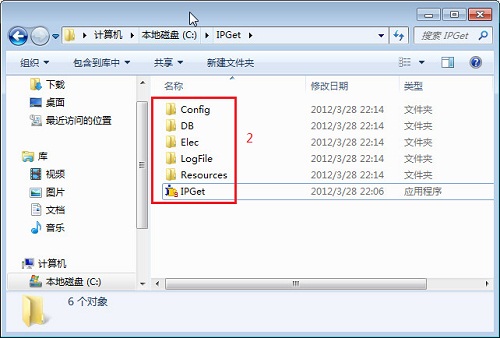 计算机 ▸ 本地磁盘 (C:) ▸ IPGet ▸
搜索 IPGet
组织 包含到库中 共享 新建文件夹
下载
桌面
最近访问的位置
库
视频
图片
文档
音乐
计算机
本地磁盘 (C:)
名称 修改日期 类型
Config 2012/3/28 22:14 文件夹
DB 2012/3/28 22:14 文件夹
Elec 2012/3/28 22:14 文件夹
LogFile 2012/3/28 22:14 文件夹
Resources 2012/3/28 22:14 文件夹
IPGet 2012/3/28 22:06 应用程序
2
6 个对象